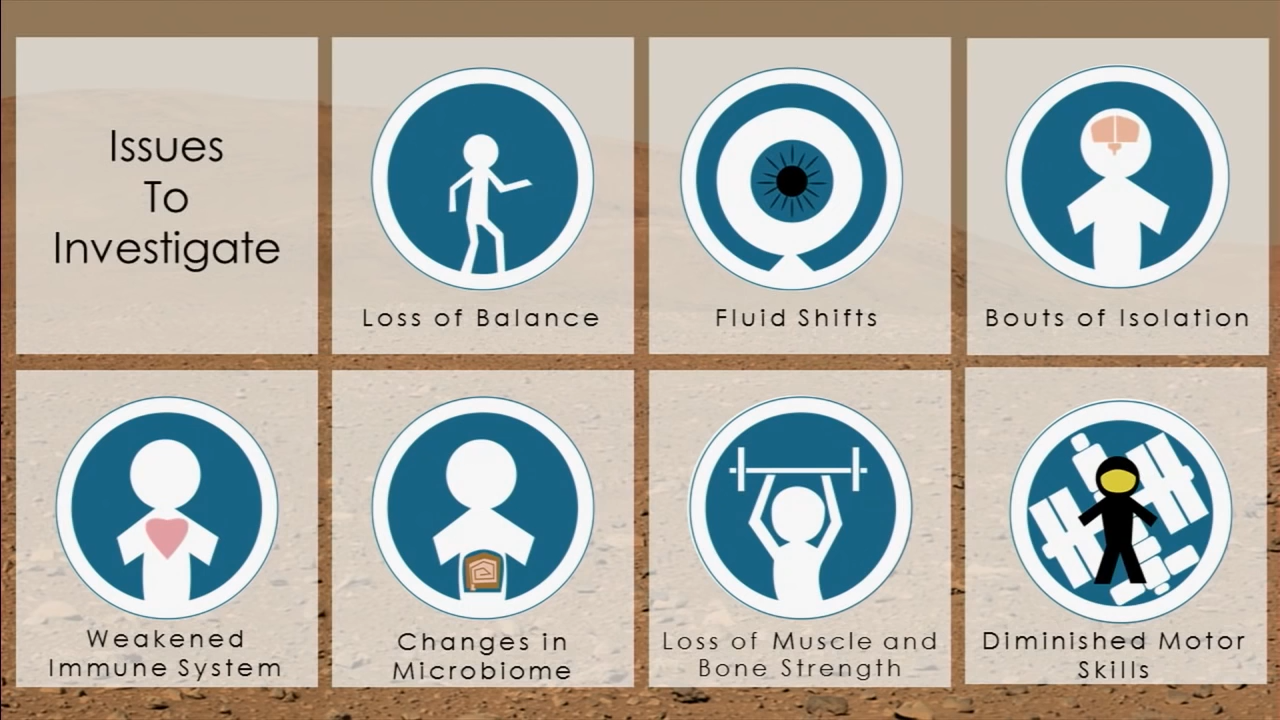 Issues
To
Investigate
Loss of Balance
Fluid Shifts
Bouts of Isolation
Weakened
Immune System
Changes in
Microbiome
Loss of Muscle and
Bone Strength
Diminished Motor
Skills